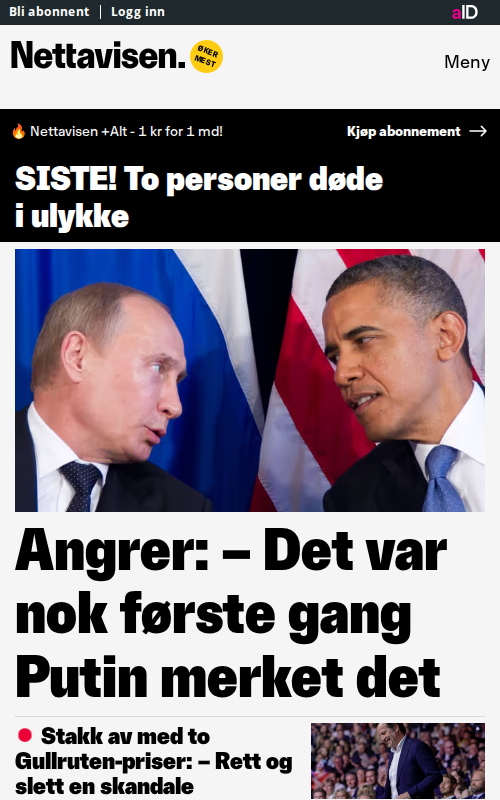 Bli abonnent | Logg inn
aID
Nettavisen.
ØKER
MEST
Meny
🔥 Nettavisen +Alt - 1 kr for 1 md!
Kjøp abonnement →
SISTE! To personer døde
i ulykke
Angrer: – Det var
nok første gang
Putin merket det
Stakk av med to
Gullruten-priser: – Rett og
slett en skandale